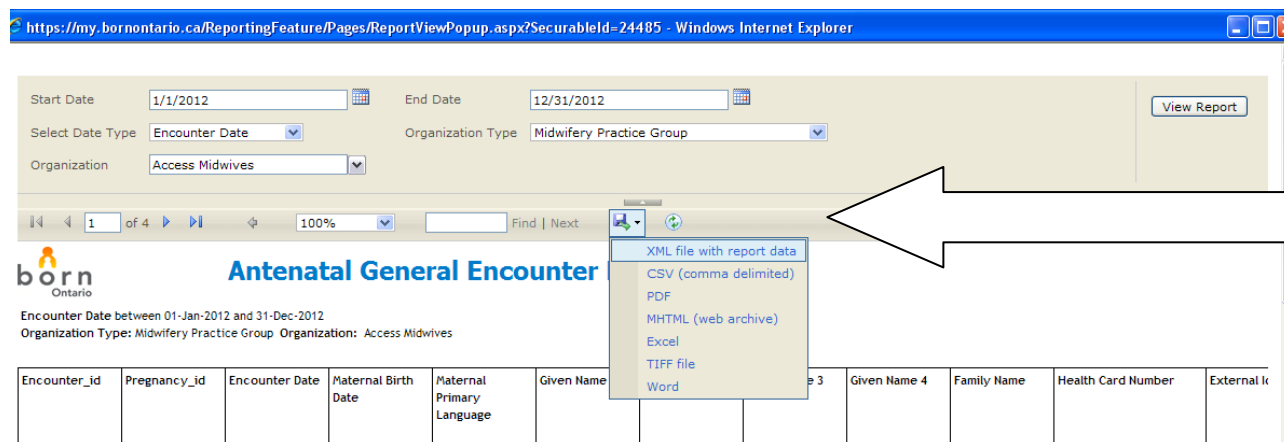 https://my.bornontario.ca/ReportingFeature/Pages/ReportViewPopup.aspx?SecurableId=24485 - Windows Internet Explorer
Start Date 1/1/2012 End Date 12/31/2012 View Report
Select Date Type Encounter Date Organization Type Midwifery Practice Group
Organization Access Midwives
1 of 4 100% Find | Next
XML file with report data
CSV (comma delimited)
PDF
MHTML (web archive)
Excel
TIFF file
Word
born
Ontario
Antenatal General Encounter
Encounter Date between 01-Jan-2012 and 31-Dec-2012
Organization Type: Midwifery Practice Group Organization: Access Midwives
Encounter_id Pregnancy_id Encounter Date Maternal Birth Maternal Given Name e 3 Given Name 4 Family Name Health Card Number External
Date Primary
Language